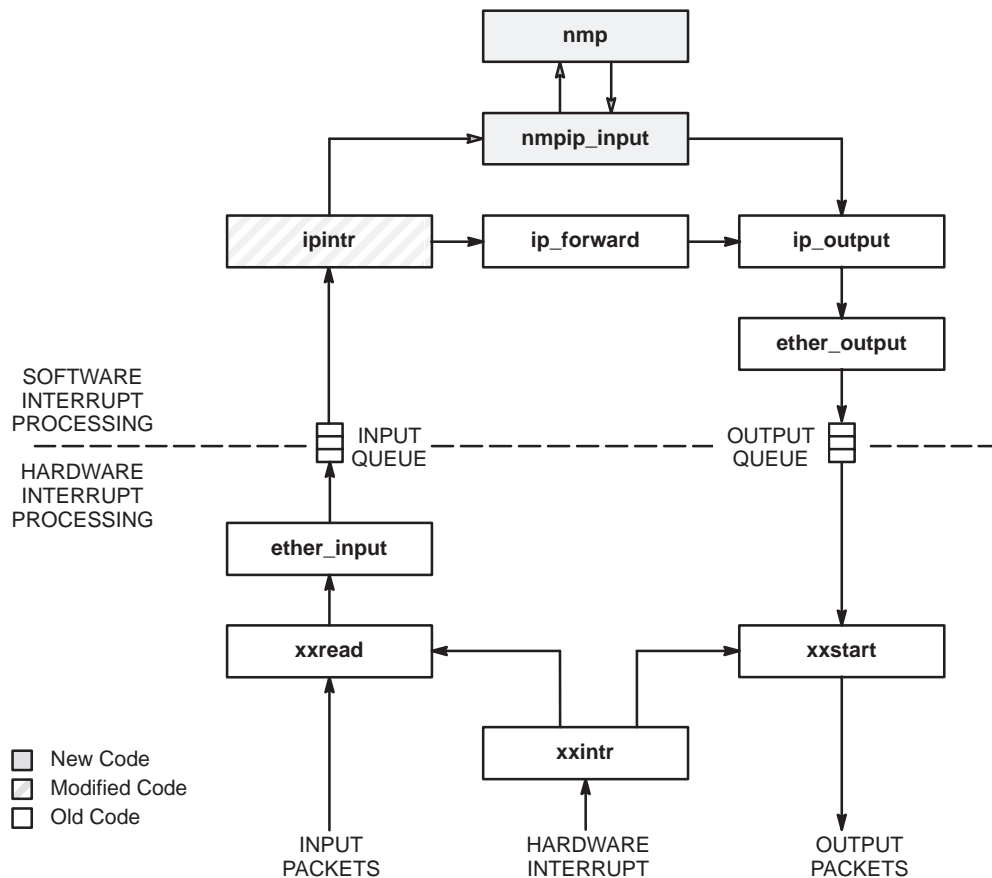 nmp
nmpip_input
ipintr
ip_forward
ip_output
ether_output
SOFTWARE
INTERRUPT
PROCESSING
INPUT
QUEUE
OUTPUT
QUEUE
HARDWARE
INTERRUPT
PROCESSING
ether_input
xxread
xxstart
xxintr
New Code
Modified Code
Old Code
INPUT
PACKETS
HARDWARE
INTERRUPT
OUTPUT
PACKETS